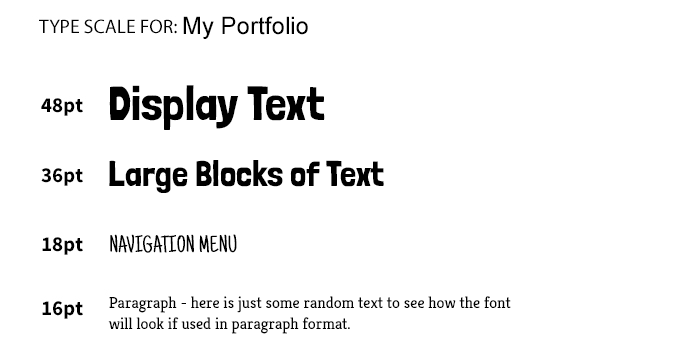 TYPE SCALE FOR: My Portfolio
48pt Display Text
36pt Large Blocks of Text
18pt NAVIGATION MENU
16pt Paragraph - here is just some random text to see how the font
will look if used in paragraph format.